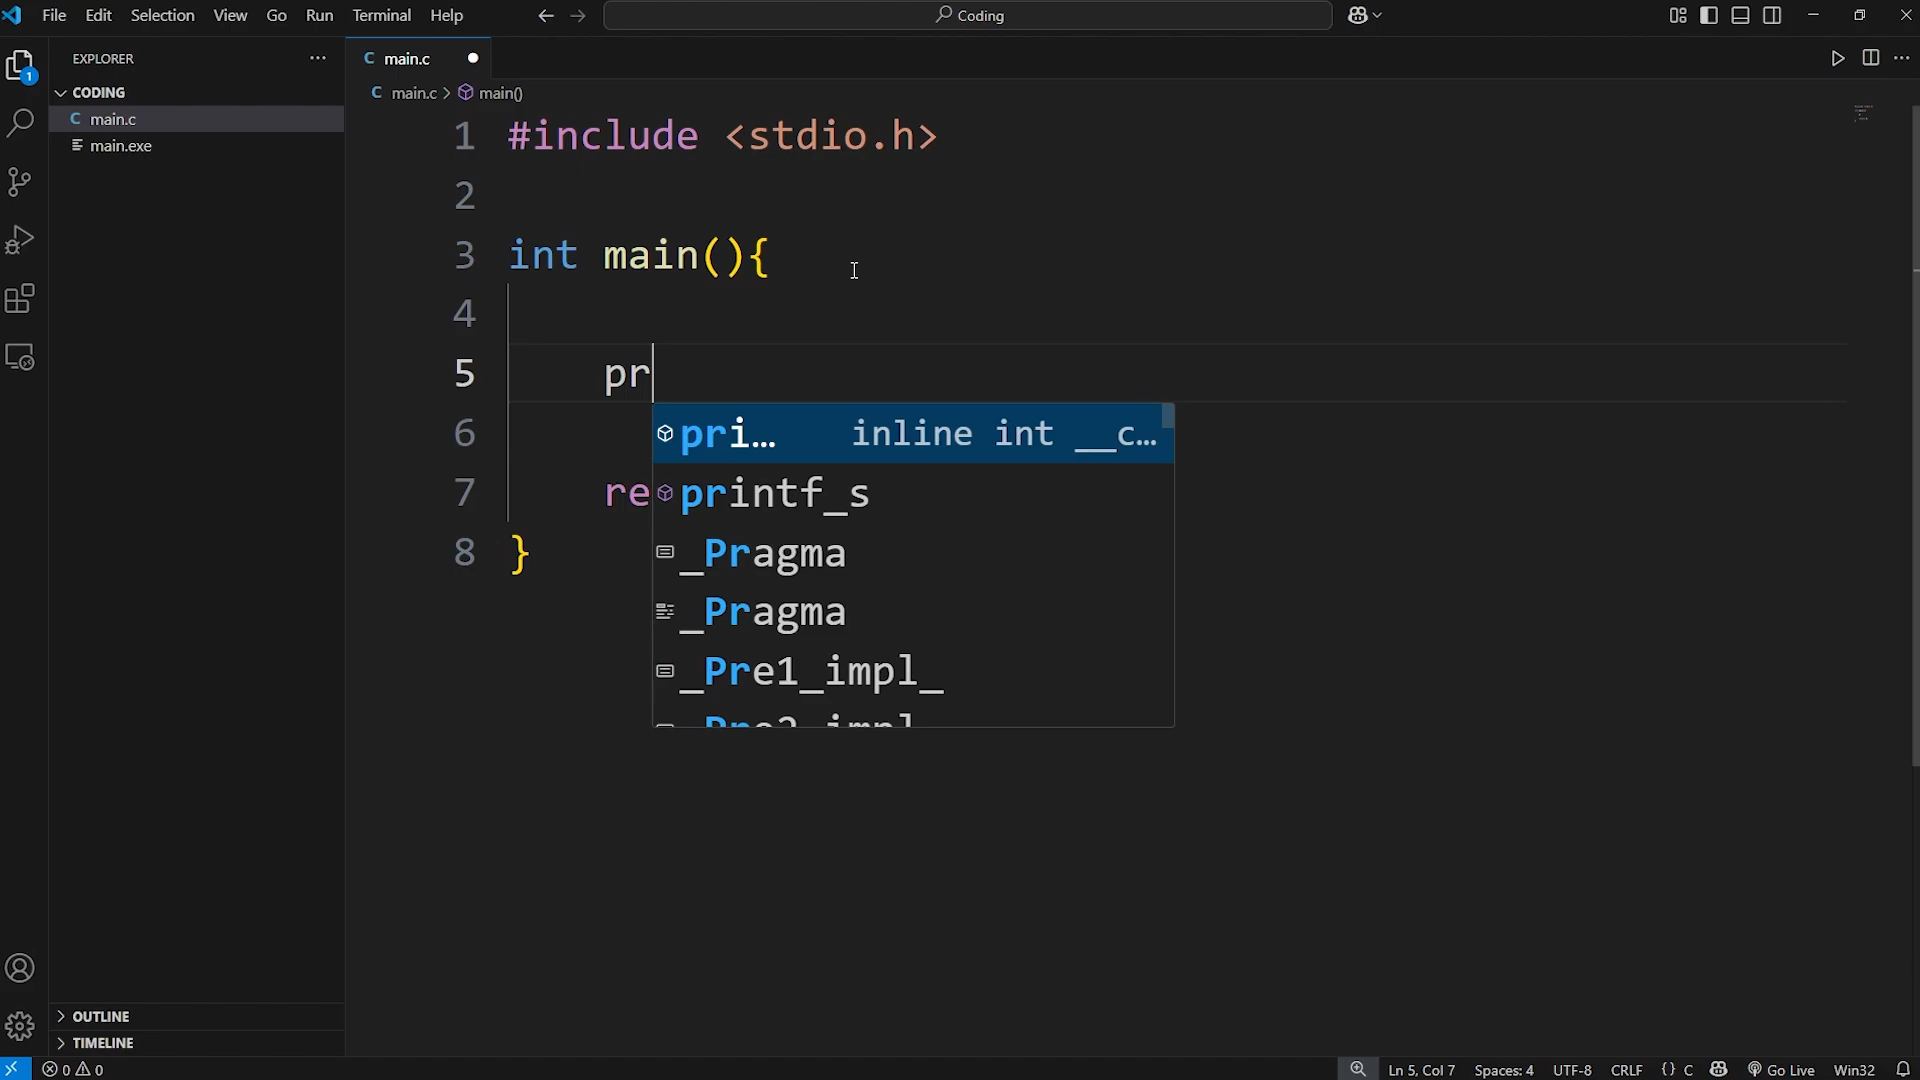 File Edit Selection View Go Run Terminal Help
Coding
EXPLORER
CODING
main.c
main.exe
OUTLINE
TIMELINE
1
main.c
main.c > main()
1 #include <stdio.h>
2
3 int main(){
4
5 pr
6
7 re
8 }
pri… inline int __c…
printf_s
_Pragma
_Pragma
_Pre1_impl_
_Pre2_impl_
0 0
Ln 5, Col 7 Spaces: 4 UTF-8 CRLF {} C Go Live Win32